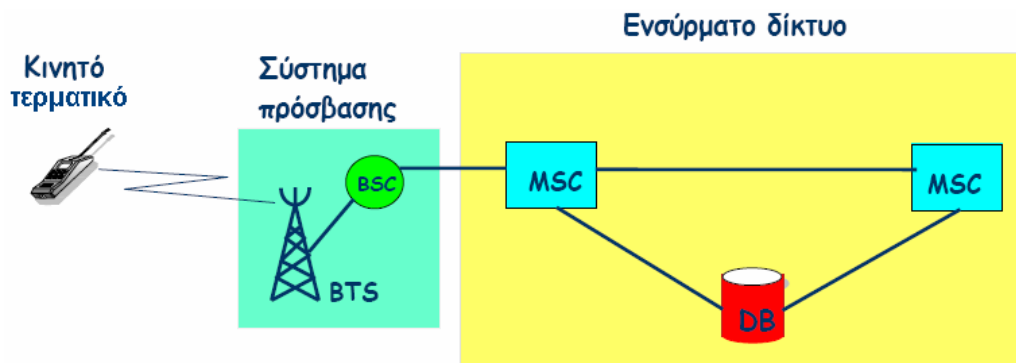 Ενσύρματο δίκτυο
Κινητό
τερματικό
Σύστημα
πρόσβασης
BSC
MSC
MSC
BTS
DB